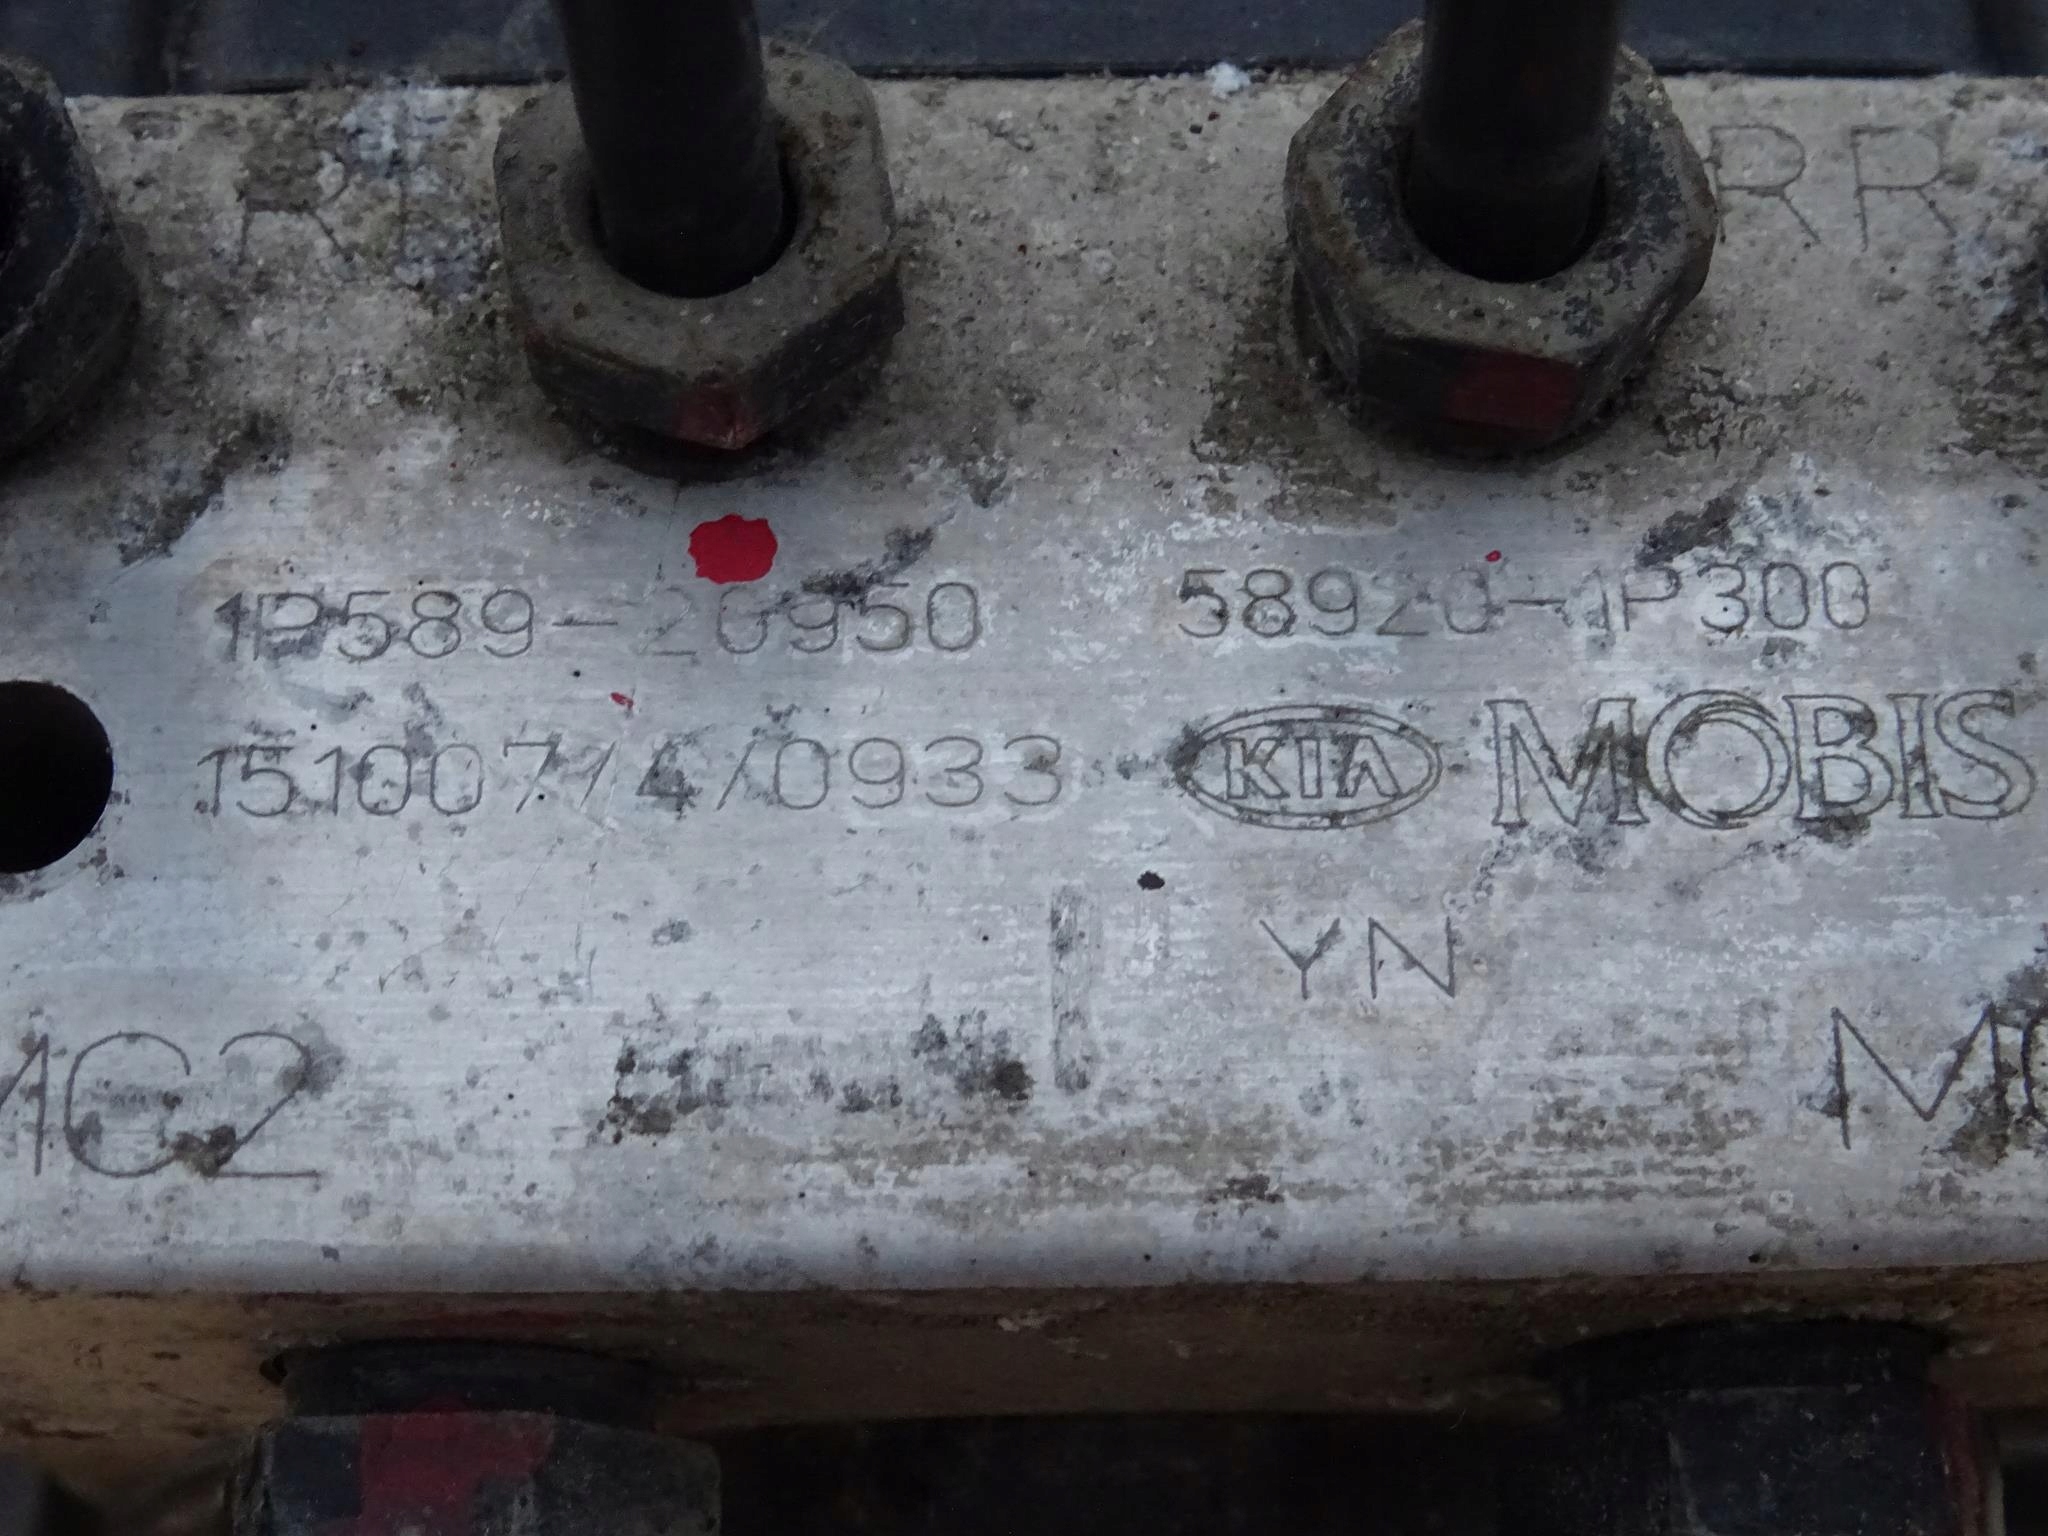 RR
1P589-20950 58920-1P300
1510071/4/0933 KIA MOBIS
YN
MC2